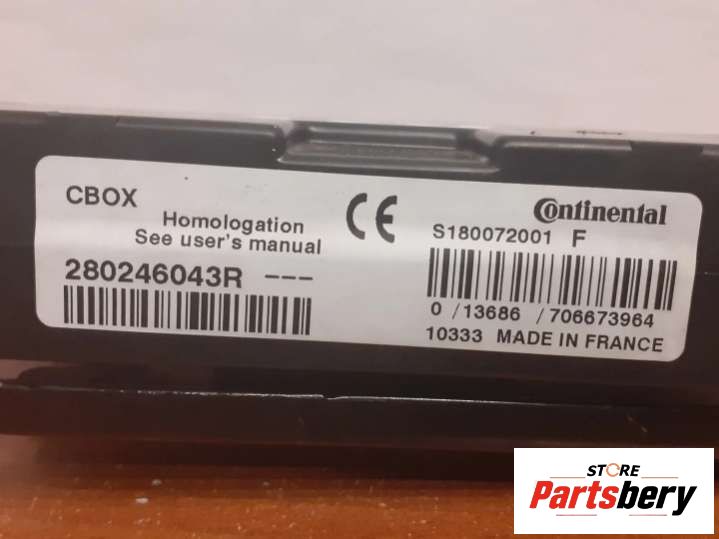 CBOX
Homologation
See user's manual
280246043R ---
CE
Continental
S180072001 F
0 /13686 /706673964
10333 MADE IN FRANCE
STORE
Partsbery